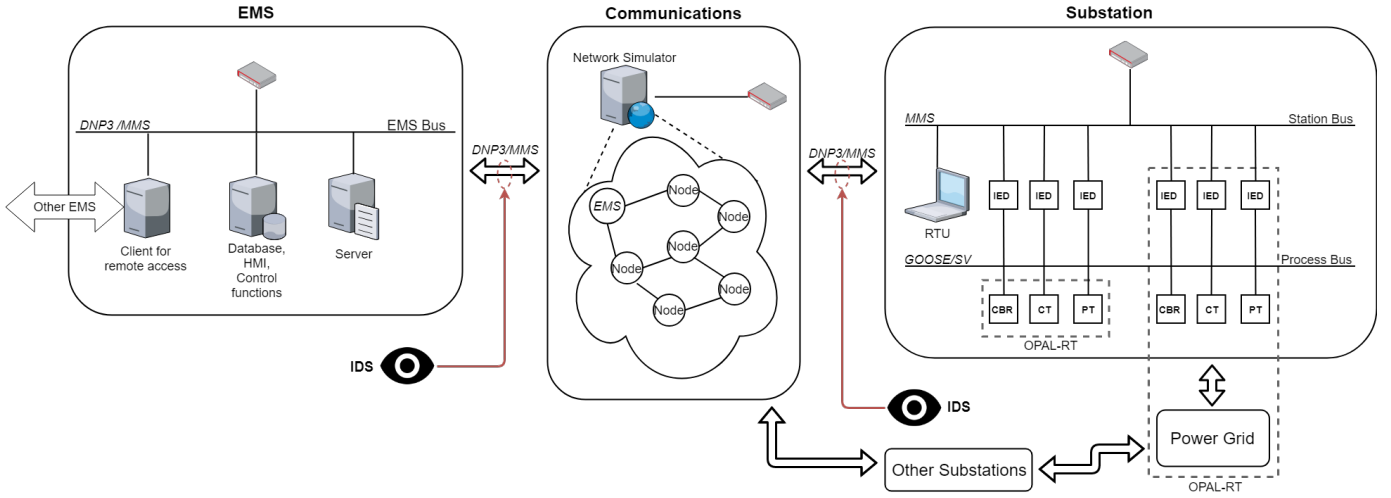 EMS
DNP3 /MMS
EMS Bus
Other EMS
Client for
remote access
Database,
HMI,
Control
functions
Server
IDS
DNP3/MMS
Communications
Network Simulator
EMS
Node
Node
Node
Node
Node
Node
DNP3/MMS
IDS
Substation
MMS
Station Bus
RTU
IED
IED
IED
IED
IED
IED
GOOSE/SV
Process Bus
CBR
CT
PT
CBR
CT
PT
OPAL-RT
Other Substations
Power Grid
OPAL-RT